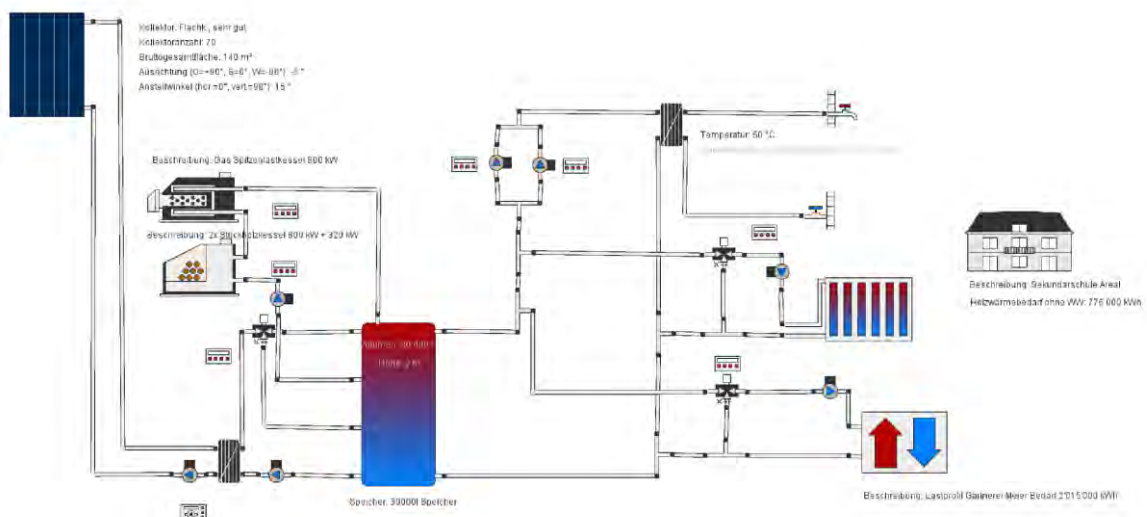 Kollektor: Flachk., sehr gut,
Kollektoranzahl: 70
Bruttogesamtfläche: 140 m²
Ausrichtung (O=+90°, S=0°, W=-90°): -5 °
Anstellwinkel (hor.=0°, vert.=90°): 15 °
Beschreibung: Gas Spitzenlastkessel 800 kW
Temperatur: 60 °C
Beschreibung: 2x Stückholzkessel 800 kW + 320 kW
Beschreibung: Sekundarschule Areal
Heizwärmebedarf ohne WW: 776 000 kWh
Speicher: 30000l Speicher
Beschreibung: Lastprofil Gärtnerei Meier Bedarf 2'015'000 kWh